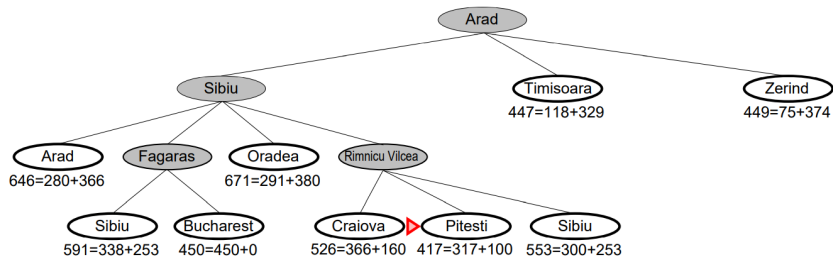 Arad
Sibiu
Timisoara
Zerind
447=118+329
449=75+374
Arad
Fagaras
Oradea
Rimnicu Vilcea
646=280+366
671=291+380
Sibiu
Bucharest
Craiova
Pitesti
Sibiu
591=338+253
450=450+0
526=366+160
417=317+100
553=300+253